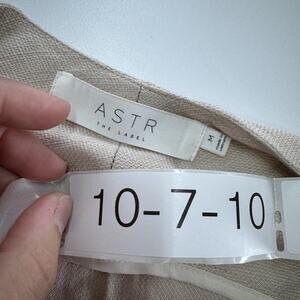 ASTR
THE LABEL
M
10-7-10